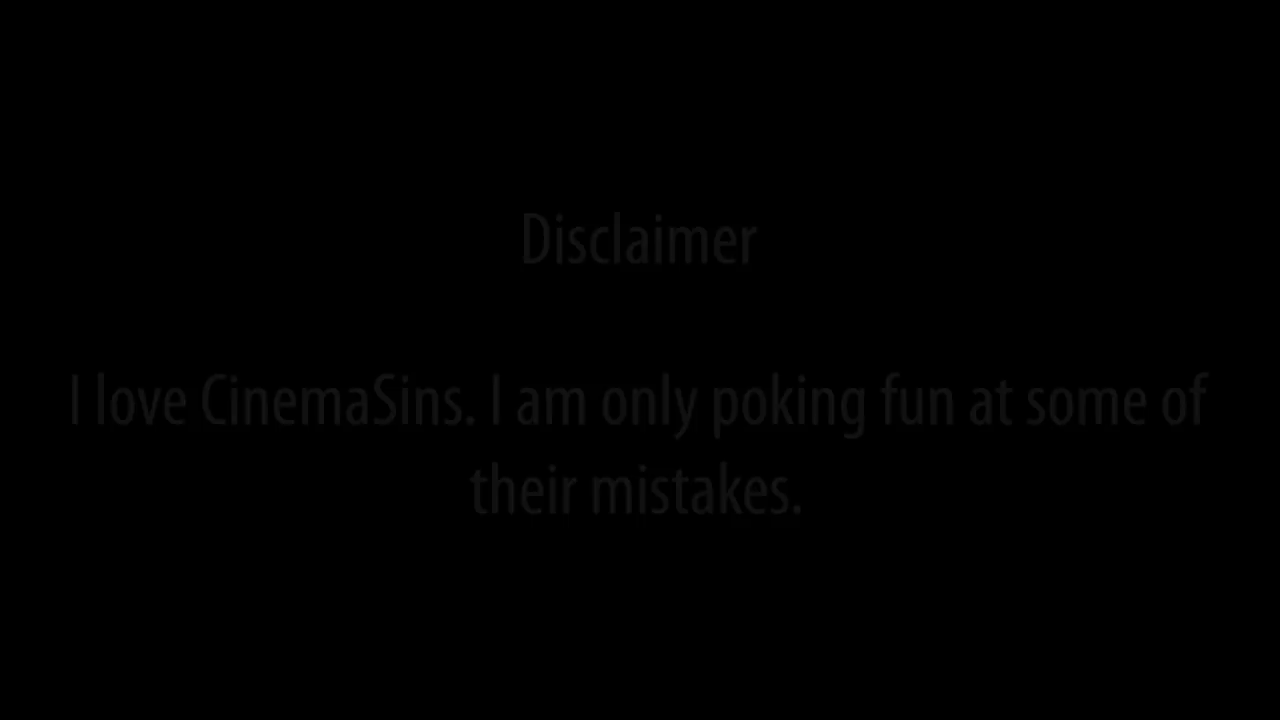 Disclaimer
I love CinemaSins. I am only poking fun at some of
their mistakes.